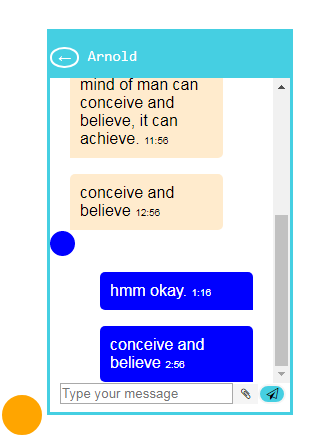 ← Arnold
mind of man can
conceive and
believe, it can
achieve. 11:56
conceive and
believe 12:56
hmm okay. 1:16
conceive and
believe 2:56
Type your message